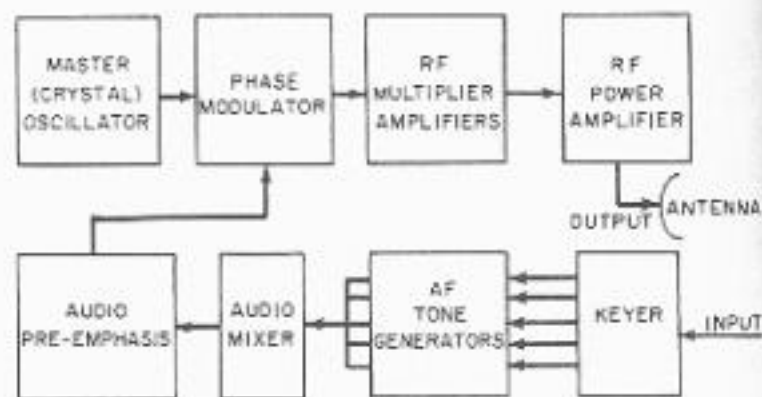 MASTER
(CRYSTAL)
OSCILLATOR
PHASE
MODULATOR
RF
MULTIPLIER
AMPLIFIERS
RF
POWER
AMPLIFIER
OUTPUT
ANTENNA
AUDIO
PRE-EMPHASIS
AUDIO
MIXER
AF
TONE
GENERATORS
KEYER
INPUT